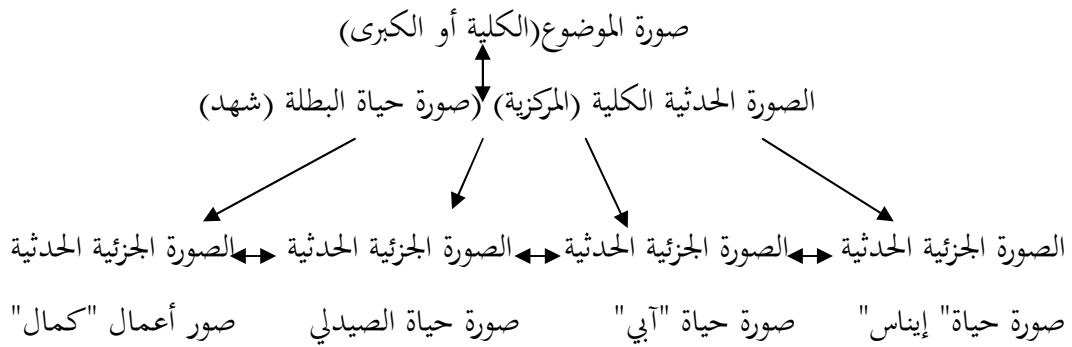 صورة الموضوع(الكلية أو الكبرى)
الصورة الحدثية الكلية (المركزية) (صورة حياة البطلة (شهد)
الصورة الجزئية الحدثية الصورة الجزئية الحدثية الصورة الجزئية الحدثية الصورة الجزئية الحدثية
صورة حياة" إيناس" صورة حياة "آبي" صورة حياة الصيدلي صور أعمال "كمال"